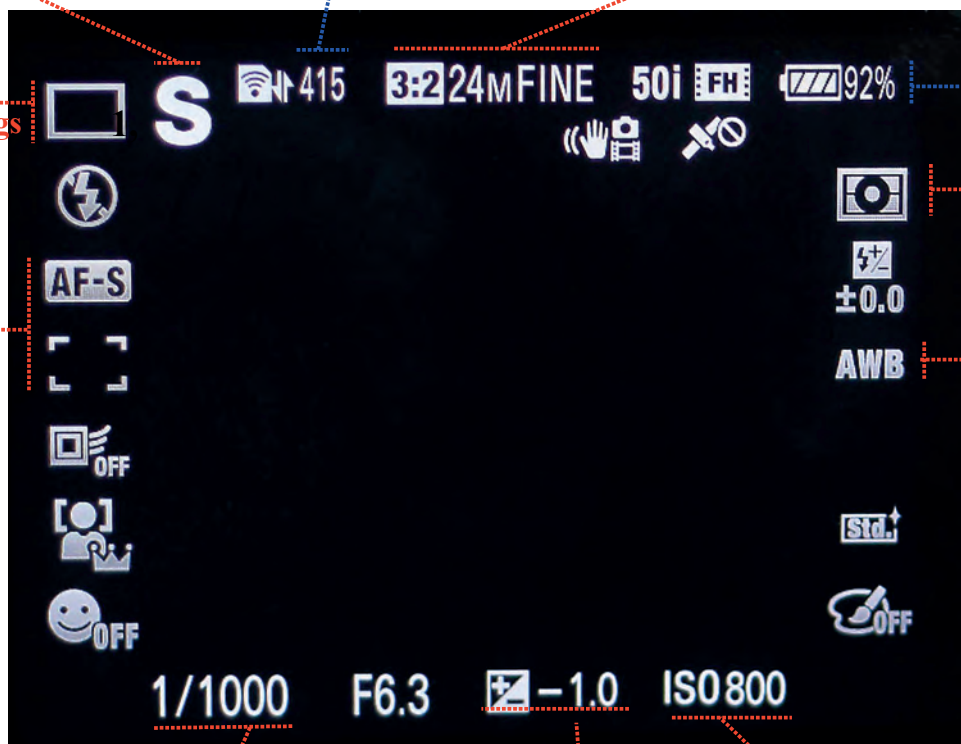 S 415 3:2 24M FINE 50i FH 92%
1
gs
AF-S
±0.0
AWB
OFF
Std.
OFF
OFF
1/1000 F6.3 −1.0 ISO 800